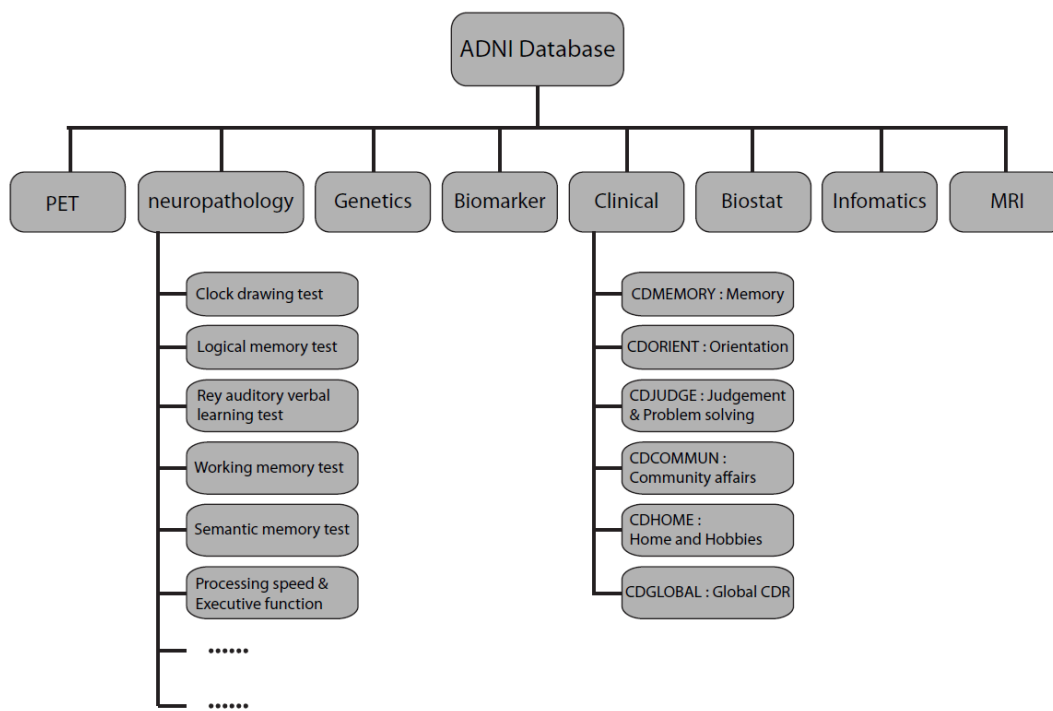 ADNI Database
PET
neuropathology
Genetics
Biomarker
Clinical
Biostat
Infomatics
MRI
Clock drawing test
Logical memory test
Rey auditory verbal
learning test
Working memory test
Semantic memory test
Processing speed &
Executive function
......
......
CDMEMORY : Memory
CDORIENT : Orientation
CDJUDGE : Judgement
& Problem solving
CDCOMMUN :
Community affairs
CDHOME :
Home and Hobbies
CDGLOBAL : Global CDR